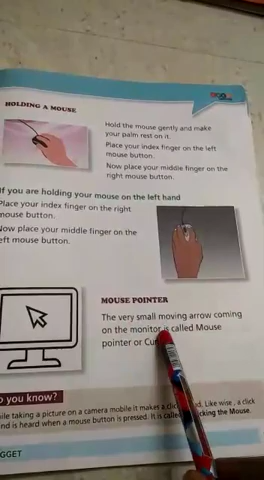 HOLDING A MOUSE
Hold the mouse gently and make
your palm rest on it.
Place your index finger on the left
mouse button.
Now place your middle finger on the
right mouse button.
If you are holding your mouse on the left hand
Place your index finger on the right
mouse button.
Now place your middle finger on the
left mouse button.
MOUSE POINTER
The very small moving arrow coming
on the monitor is called Mouse
pointer or Cur
o you know?
ile taking a picture on a camera mobile it makes a click Like wise , a click
nd is heard when a mouse button is pressed. It is cking the Mouse.
GGET